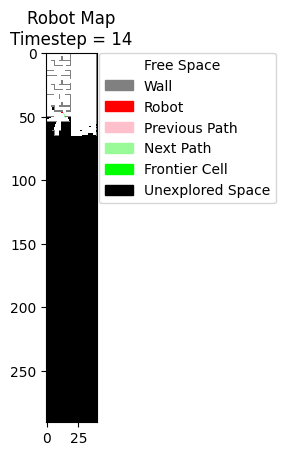 Robot Map
Timestep = 14
0
50
100
150
200
250
0
25
Free Space
Wall
Robot
Previous Path
Next Path
Frontier Cell
Unexplored Space